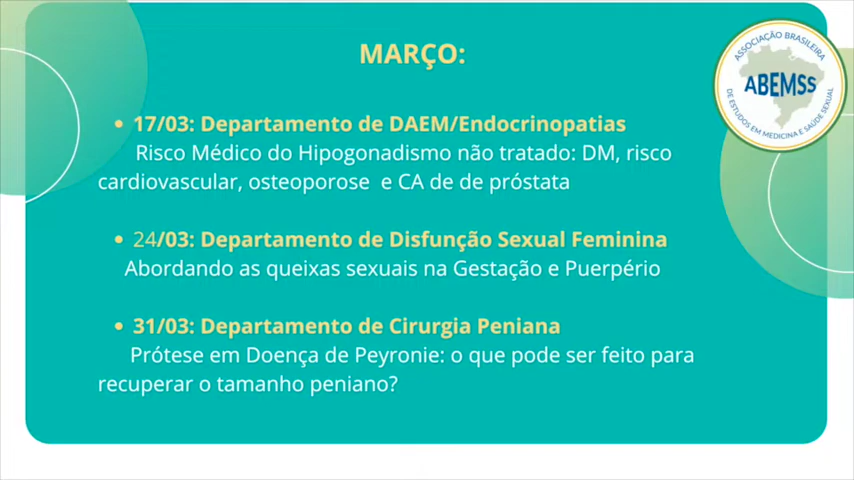 MARÇO:
ASSOCIAÇÃO BRASILEIRA
ABEMSS
DE ESTUDOS EM MEDICINA E SAÚDE SEXUAL
• 17/03: Departamento de DAEM/Endocrinopatias
Risco Médico do Hipogonadismo não tratado: DM, risco
cardiovascular, osteoporose e CA de de próstata
• 24/03: Departamento de Disfunção Sexual Feminina
Abordando as queixas sexuais na Gestação e Puerpério
• 31/03: Departamento de Cirurgia Peniana
Prótese em Doença de Peyronie: o que pode ser feito para
recuperar o tamanho peniano?